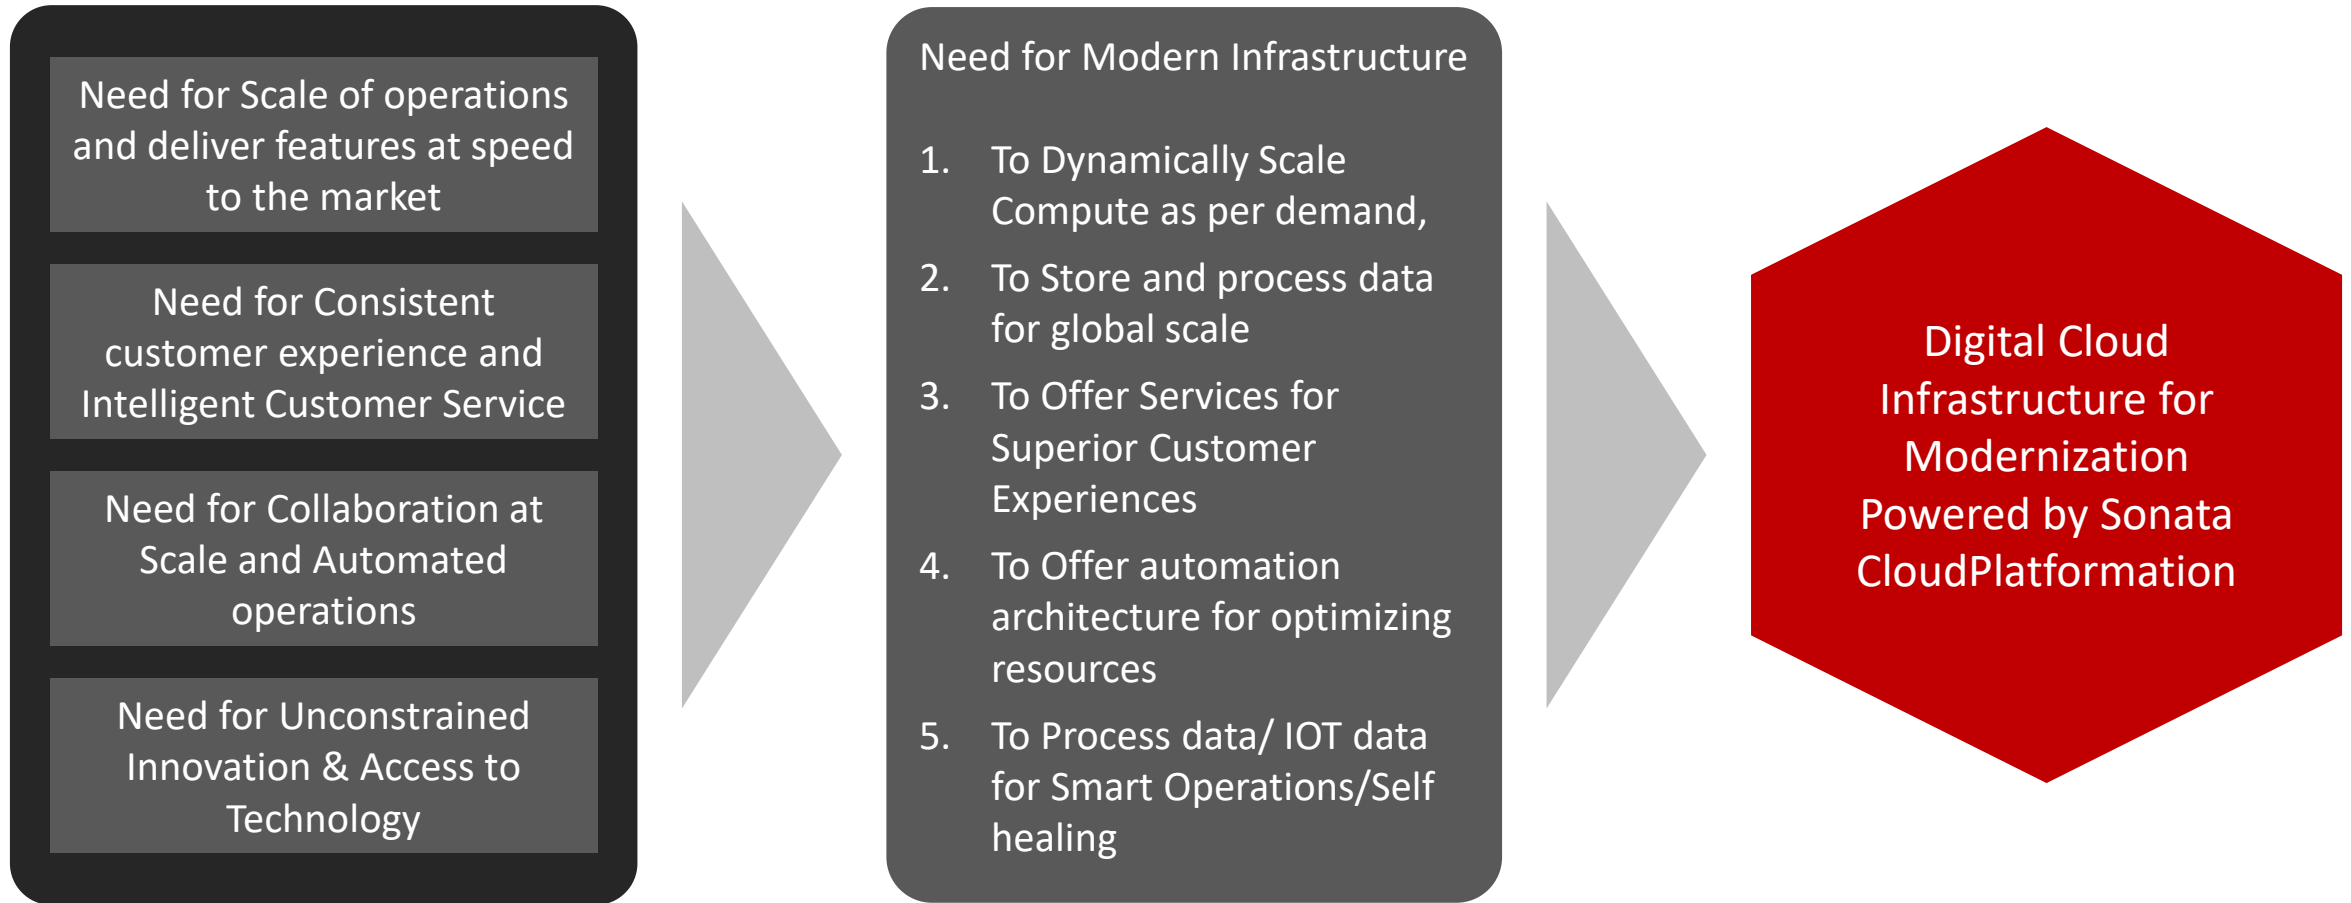 Need for Scale of operations
and deliver features at speed
to the market
Need for Consistent
customer experience and
Intelligent Customer Service
Need for Collaboration at
Scale and Automated
operations
Need for Unconstrained
Innovation & Access to
Technology
Need for Modern Infrastructure
1. To Dynamically Scale
Compute as per demand,
2. To Store and process data
for global scale
3. To Offer Services for
Superior Customer
Experiences
4. To Offer automation
architecture for optimizing
resources
5. To Process data/ IOT data
for Smart Operations/Self
healing
Digital Cloud
Infrastructure for
Modernization
Powered by Sonata
CloudPlatformation